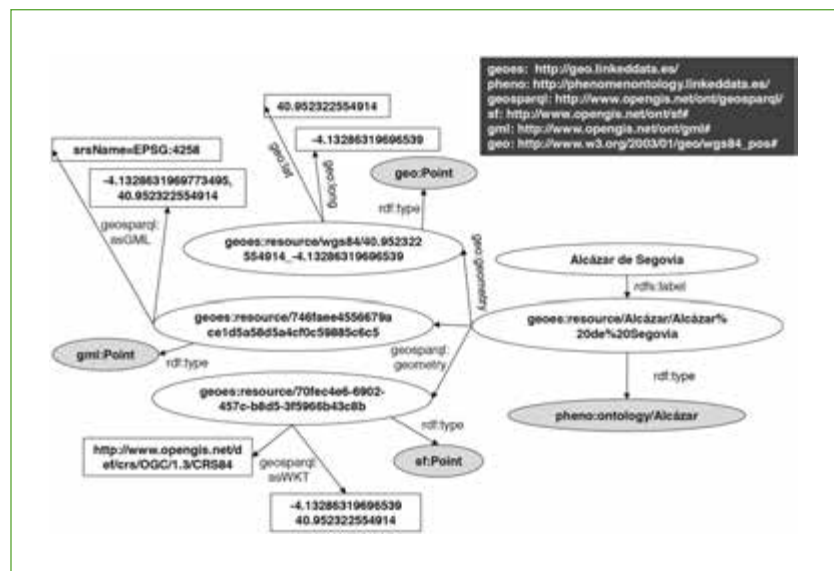 geoes: http://geo.linkeddata.es/
pheno: http://phenomenontology.linkeddata.es/
geosparql: http://www.opengis.net/ont/geosparql/
sf: http://www.opengis.net/ont/sf#
gml: http://www.opengis.net/ont/gml#
geo: http://www.w3.org/2003/01/geo/wgs84_pos#
40.952322554914
srsName=EPSG:4258
-4.13286319696539
geo:lat
geo:long
-4.1328631969773495,
40.952322554914
geo:Point
geosparql:
asGML
rdf:type
geoes:resource/wgs84/40.952322
554914_-4.13286319696539
geo:geometry
Alcázar de Segovia
rdfs:label
geoes:resource/746faee4556679a
ce1d5a58d5a4cf0c59885c6c5
geoes:resource/Alcázar/Alcázar%
20de%20Segovia
gml:Point
rdf:type
geosparql:
geometry
rdf:type
geoes:resource/70fec4e6-6902-
457c-b8d5-3f5966b43c8b
pheno:ontology/Alcázar
rdf:type
http://www.opengis.net/d
ef/crs/OGC/1.3/CRS84
geosparql:
asWKT
sf:Point
-4.13286319696539
40.952322554914